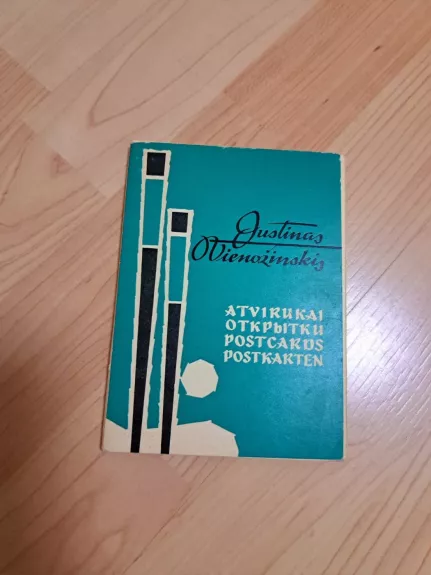 Justinas
Vienožinskis
ATVIRUKAI
ОТКРЫТКИ
POSTCARDS
POSTKARTEN